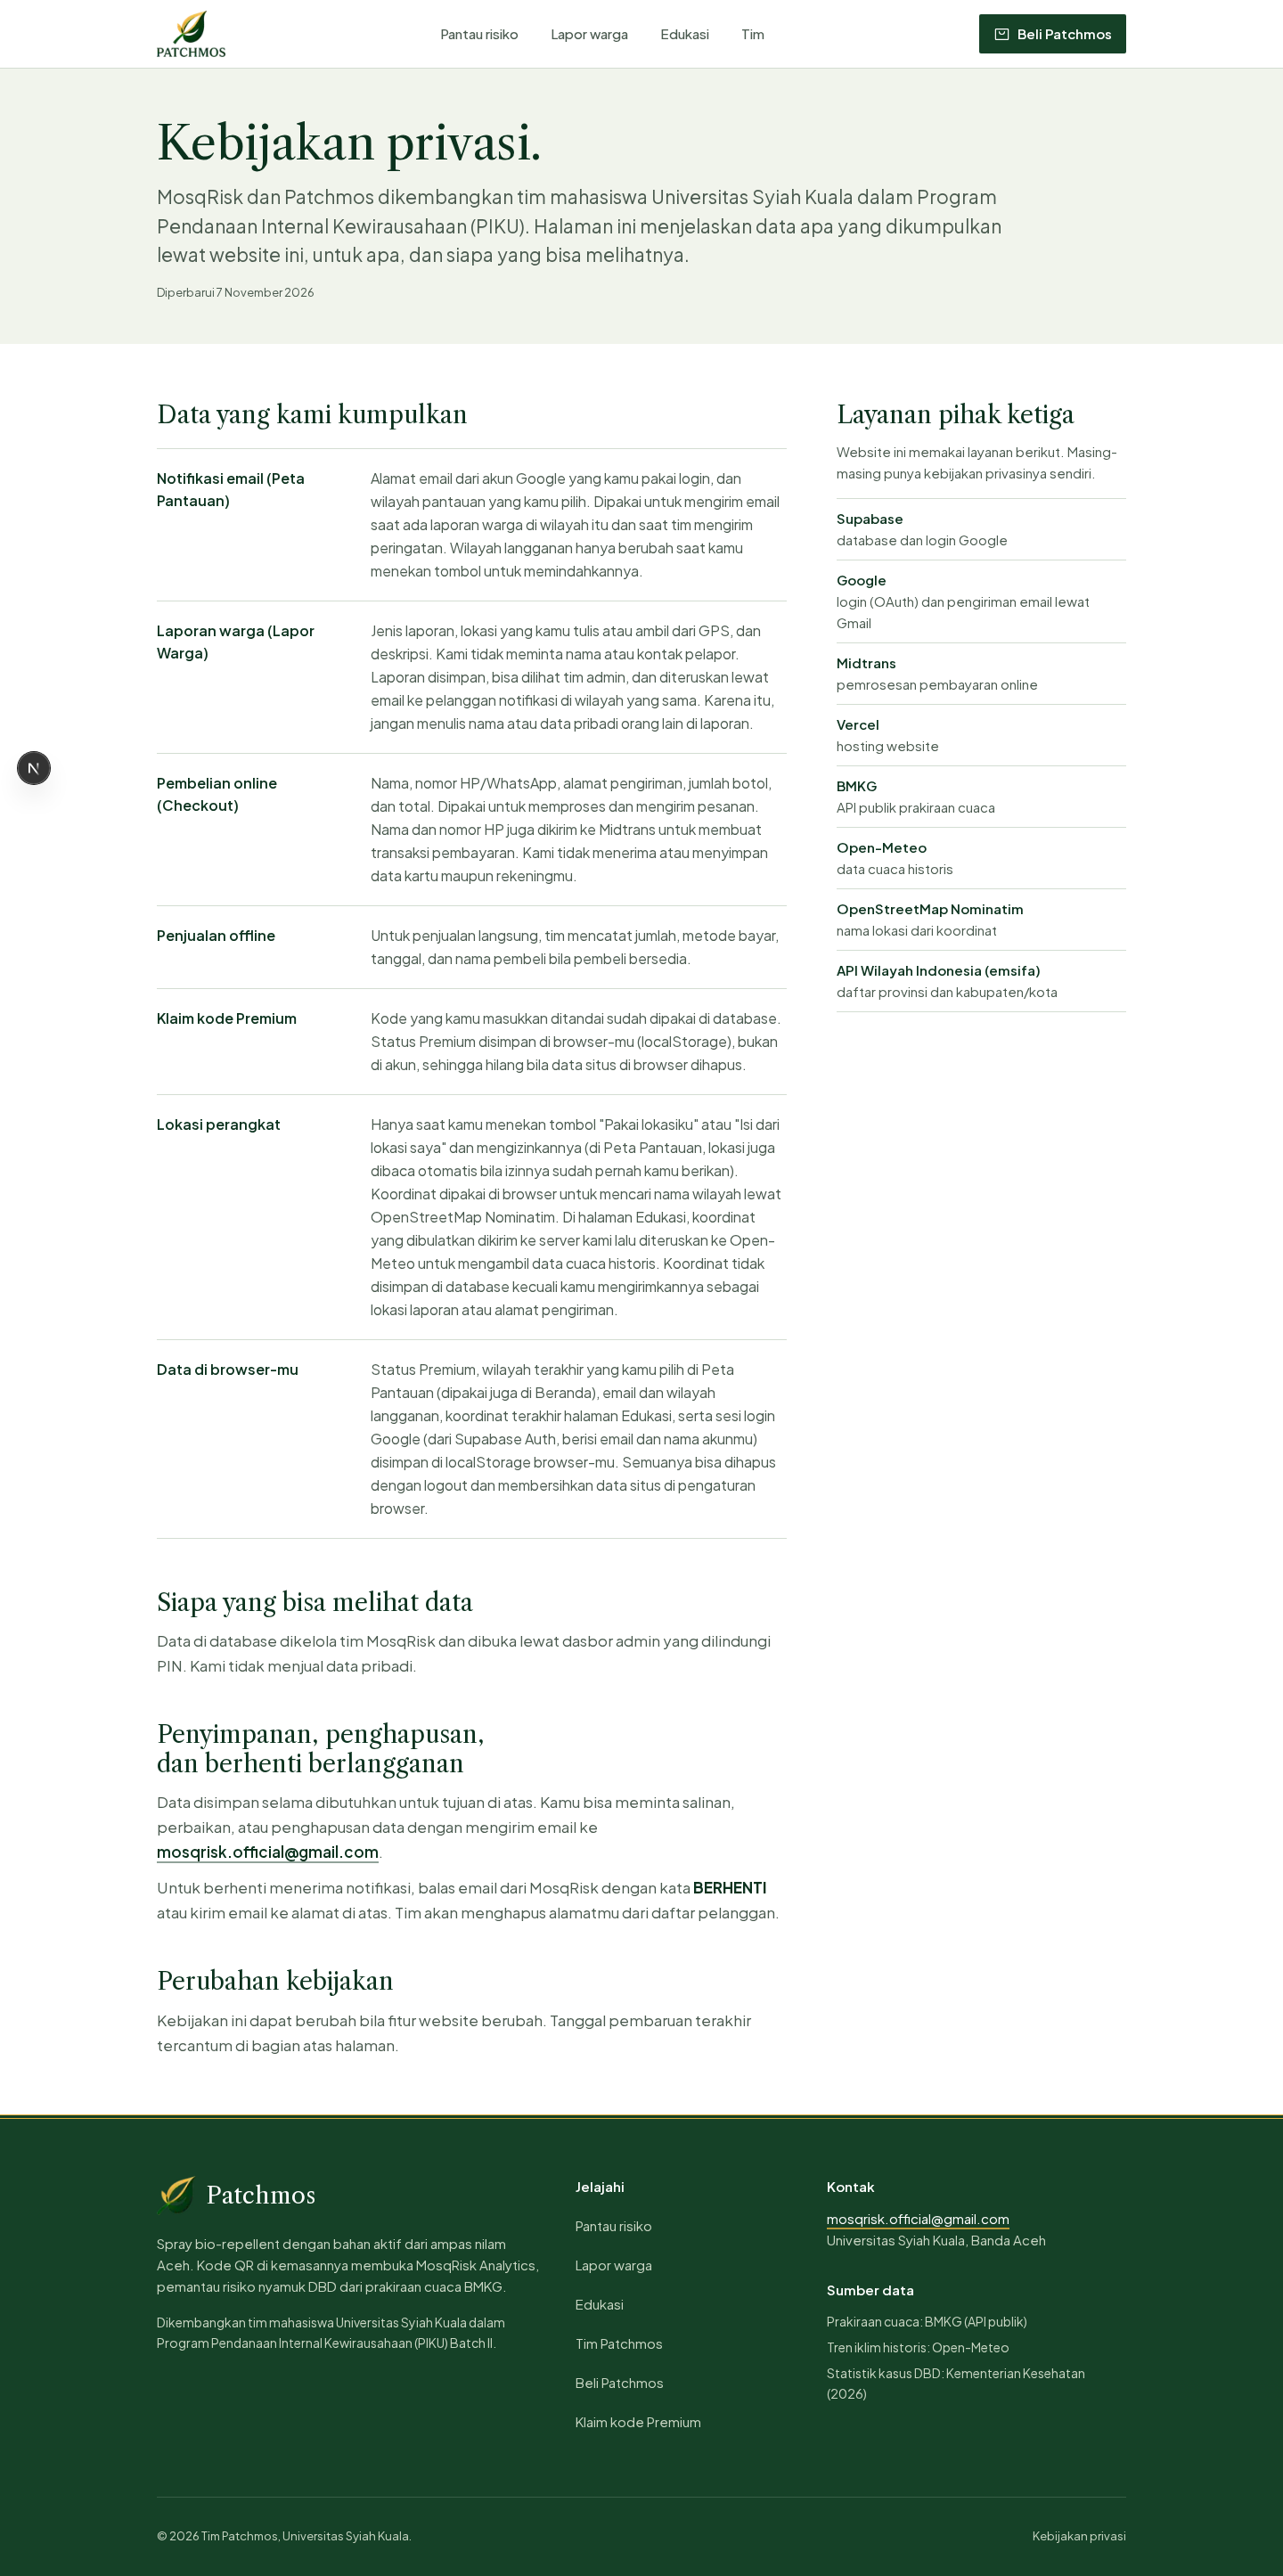 PATCHMOS
Pantau risiko
Lapor warga
Edukasi
Tim
Beli Patchmos
Kebijakan privasi.
MosqRisk dan Patchmos dikembangkan tim mahasiswa Universitas Syiah Kuala dalam Program
Pendanaan Internal Kewirausahaan (PIKU). Halaman ini menjelaskan data apa yang dikumpulkan
lewat website ini, untuk apa, dan siapa yang bisa melihatnya.
Diperbarui 7 November 2026
Data yang kami kumpulkan
Notifikasi email (Peta
Pantauan)
Alamat email dari akun Google yang kamu pakai login, dan
wilayah pantauan yang kamu pilih. Dipakai untuk mengirim email
saat ada laporan warga di wilayah itu dan saat tim mengirim
peringatan. Wilayah langganan hanya berubah saat kamu
menekan tombol untuk memindahkannya.
Laporan warga (Lapor
Warga)
Jenis laporan, lokasi yang kamu tulis atau ambil dari GPS, dan
deskripsi. Kami tidak meminta nama atau kontak pelapor.
Laporan disimpan, bisa dilihat tim admin, dan diteruskan lewat
email ke pelanggan notifikasi di wilayah yang sama. Karena itu,
jangan menulis nama atau data pribadi orang lain di laporan.
Pembelian online
(Checkout)
Nama, nomor HP/WhatsApp, alamat pengiriman, jumlah botol,
dan total. Dipakai untuk memproses dan mengirim pesanan.
Nama dan nomor HP juga dikirim ke Midtrans untuk membuat
transaksi pembayaran. Kami tidak menerima atau menyimpan
data kartu maupun rekeningmu.
Penjualan offline
Untuk penjualan langsung, tim mencatat jumlah, metode bayar,
tanggal, dan nama pembeli bila pembeli bersedia.
Klaim kode Premium
Kode yang kamu masukkan ditandai sudah dipakai di database.
Status Premium disimpan di browser-mu (localStorage), bukan
di akun, sehingga hilang bila data situs di browser dihapus.
Lokasi perangkat
Hanya saat kamu menekan tombol "Pakai lokasiku" atau "Isi dari
lokasi saya" dan mengizinkannya (di Peta Pantauan, lokasi juga
dibaca otomatis bila izinnya sudah pernah kamu berikan).
Koordinat dipakai di browser untuk mencari nama wilayah lewat
OpenStreetMap Nominatim. Di halaman Edukasi, koordinat
yang dibulatkan dikirim ke server kami lalu diteruskan ke Open-
Meteo untuk mengambil data cuaca historis. Koordinat tidak
disimpan di database kecuali kamu mengirimkannya sebagai
lokasi laporan atau alamat pengiriman.
Data di browser-mu
Status Premium, wilayah terakhir yang kamu pilih di Peta
Pantauan (dipakai juga di Beranda), email dan wilayah
langganan, koordinat terakhir halaman Edukasi, serta sesi login
Google (dari Supabase Auth, berisi email dan nama akunmu)
disimpan di localStorage browser-mu. Semuanya bisa dihapus
dengan logout dan membersihkan data situs di pengaturan
browser.
Siapa yang bisa melihat data
Data di database dikelola tim MosqRisk dan dibuka lewat dasbor admin yang dilindungi
PIN. Kami tidak menjual data pribadi.
Penyimpanan, penghapusan,
dan berhenti berlangganan
Data disimpan selama dibutuhkan untuk tujuan di atas. Kamu bisa meminta salinan,
perbaikan, atau penghapusan data dengan mengirim email ke
mosqrisk.official@gmail.com.
Untuk berhenti menerima notifikasi, balas email dari MosqRisk dengan kata BERHENTI
atau kirim email ke alamat di atas. Tim akan menghapus alamatmu dari daftar pelanggan.
Perubahan kebijakan
Kebijakan ini dapat berubah bila fitur website berubah. Tanggal pembaruan terakhir
tercantum di bagian atas halaman.
Layanan pihak ketiga
Website ini memakai layanan berikut. Masing-
masing punya kebijakan privasinya sendiri.
Supabase
database dan login Google
Google
login (OAuth) dan pengiriman email lewat
Gmail
Midtrans
pemrosesan pembayaran online
Vercel
hosting website
BMKG
API publik prakiraan cuaca
Open-Meteo
data cuaca historis
OpenStreetMap Nominatim
nama lokasi dari koordinat
API Wilayah Indonesia (emsifa)
daftar provinsi dan kabupaten/kota
N
Patchmos
Spray bio-repellent dengan bahan aktif dari ampas nilam
Aceh. Kode QR di kemasannya membuka MosqRisk Analytics,
pemantau risiko nyamuk DBD dari prakiraan cuaca BMKG.
Dikembangkan tim mahasiswa Universitas Syiah Kuala dalam
Program Pendanaan Internal Kewirausahaan (PIKU) Batch II.
Jelajahi
Pantau risiko
Lapor warga
Edukasi
Tim Patchmos
Beli Patchmos
Klaim kode Premium
Kontak
mosqrisk.official@gmail.com
Universitas Syiah Kuala, Banda Aceh
Sumber data
Prakiraan cuaca: BMKG (API publik)
Tren iklim historis: Open-Meteo
Statistik kasus DBD: Kementerian Kesehatan
(2026)
© 2026 Tim Patchmos, Universitas Syiah Kuala.
Kebijakan privasi